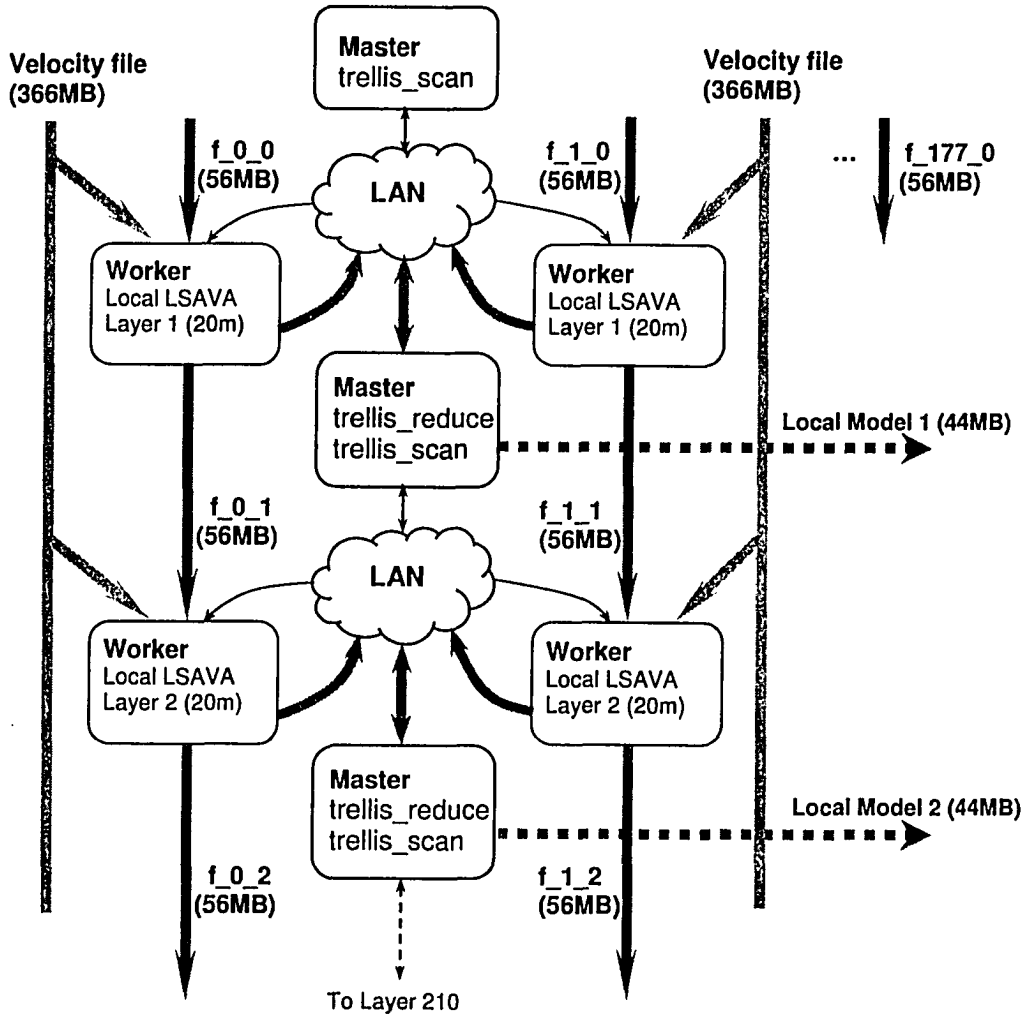 Master
trellis_scan
Velocity file
(366MB)
Velocity file
(366MB)
f_0_0
(56MB)
LAN
f_1_0
(56MB)
...
f_177_0
(56MB)
Worker
Local LSAVA
Layer 1 (20m)
Worker
Local LSAVA
Layer 1 (20m)
Master
trellis_reduce
trellis_scan
Local Model 1 (44MB)
f_0_1
(56MB)
f_1_1
(56MB)
LAN
Worker
Local LSAVA
Layer 2 (20m)
Worker
Local LSAVA
Layer 2 (20m)
Master
trellis_reduce
trellis_scan
Local Model 2 (44MB)
f_0_2
(56MB)
f_1_2
(56MB)
To Layer 210